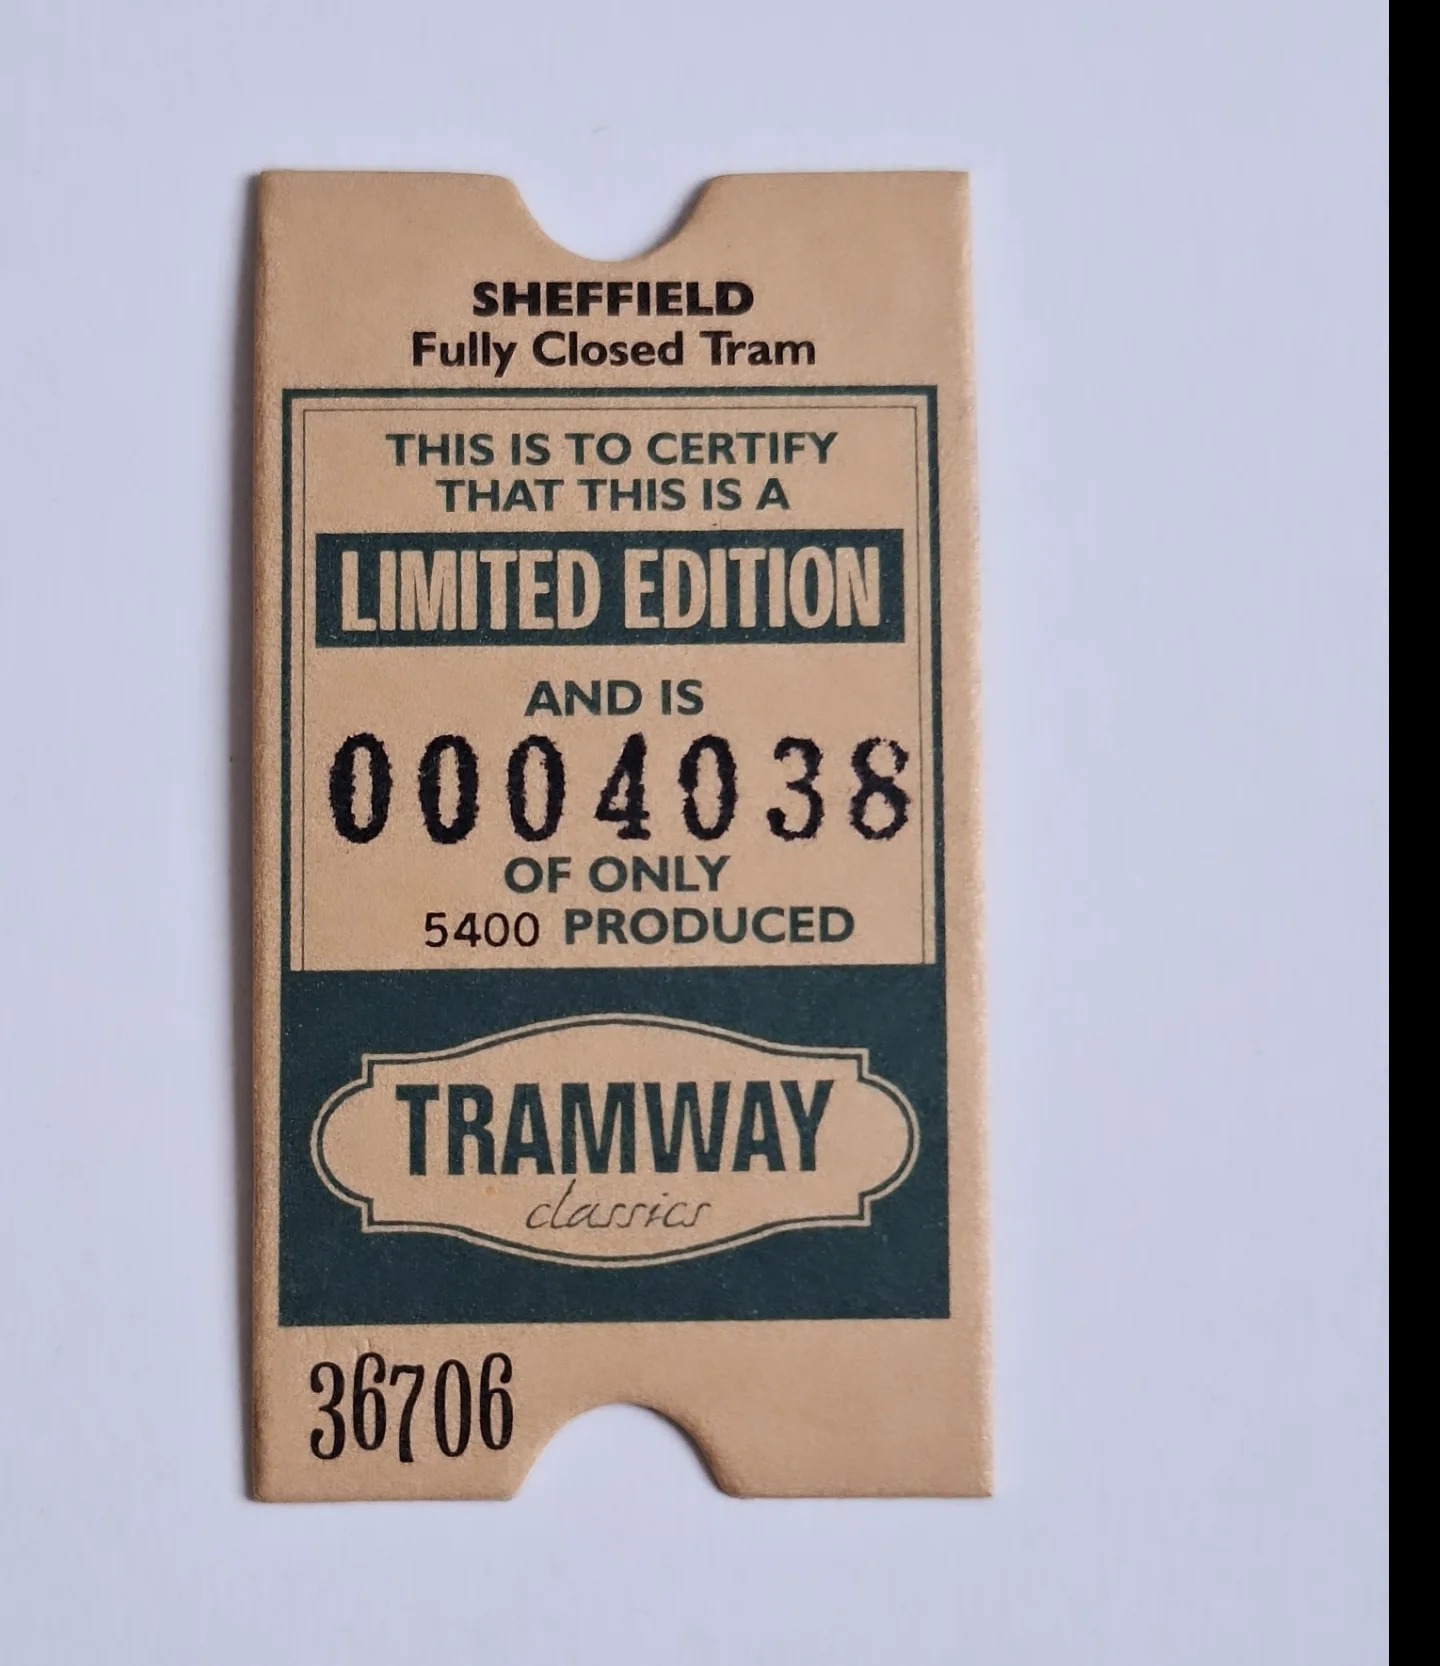 SHEFFIELD
Fully Closed Tram
THIS IS TO CERTIFY
THAT THIS IS A
LIMITED EDITION
AND IS
0004038
OF ONLY
5400 PRODUCED
TRAMWAY
classics
36706